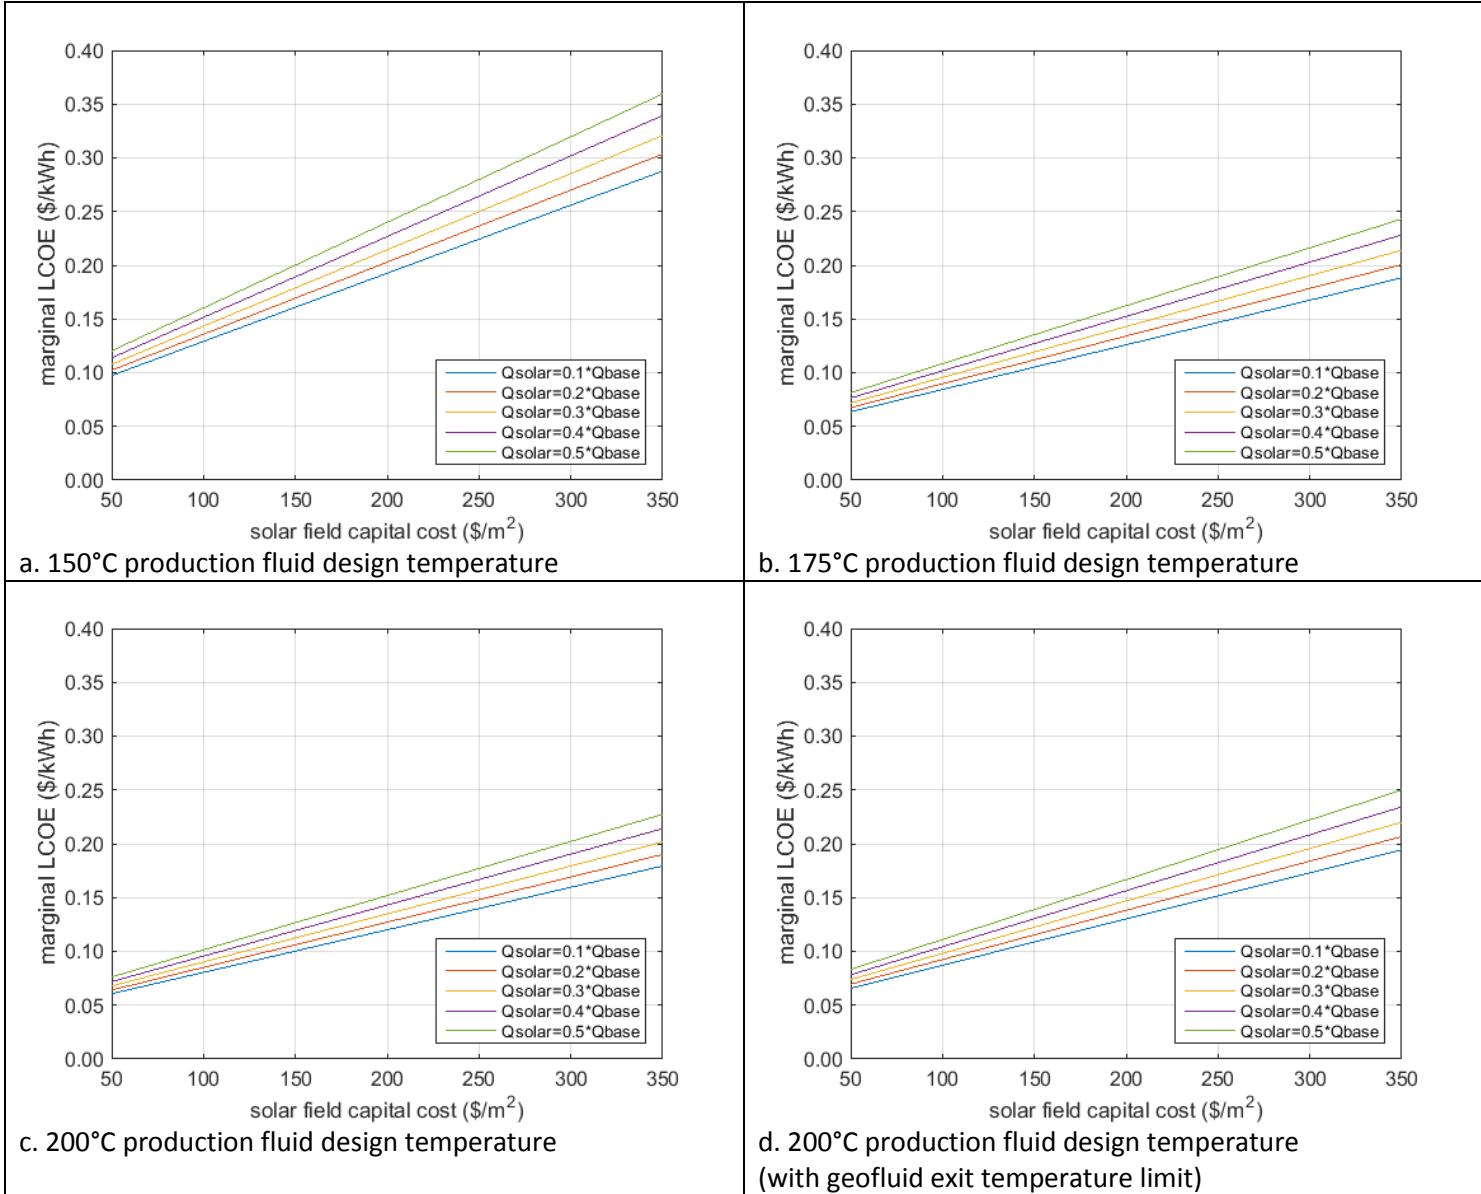 0.40
0.35
0.30
0.25
0.20
0.15
0.10
0.05
0.00
marginal LCOE ($/kWh)
Qsolar=0.1*Qbase
Qsolar=0.2*Qbase
Qsolar=0.3*Qbase
Qsolar=0.4*Qbase
Qsolar=0.5*Qbase
50 100 150 200 250 300 350
solar field capital cost ($/m²)
a. 150°C production fluid design temperature
0.40
0.35
0.30
0.25
0.20
0.15
0.10
0.05
0.00
marginal LCOE ($/kWh)
Qsolar=0.1*Qbase
Qsolar=0.2*Qbase
Qsolar=0.3*Qbase
Qsolar=0.4*Qbase
Qsolar=0.5*Qbase
50 100 150 200 250 300 350
solar field capital cost ($/m²)
b. 175°C production fluid design temperature
0.40
0.35
0.30
0.25
0.20
0.15
0.10
0.05
0.00
marginal LCOE ($/kWh)
Qsolar=0.1*Qbase
Qsolar=0.2*Qbase
Qsolar=0.3*Qbase
Qsolar=0.4*Qbase
Qsolar=0.5*Qbase
50 100 150 200 250 300 350
solar field capital cost ($/m²)
c. 200°C production fluid design temperature
0.40
0.35
0.30
0.25
0.20
0.15
0.10
0.05
0.00
marginal LCOE ($/kWh)
Qsolar=0.1*Qbase
Qsolar=0.2*Qbase
Qsolar=0.3*Qbase
Qsolar=0.4*Qbase
Qsolar=0.5*Qbase
50 100 150 200 250 300 350
solar field capital cost ($/m²)
d. 200°C production fluid design temperature
(with geofluid exit temperature limit)